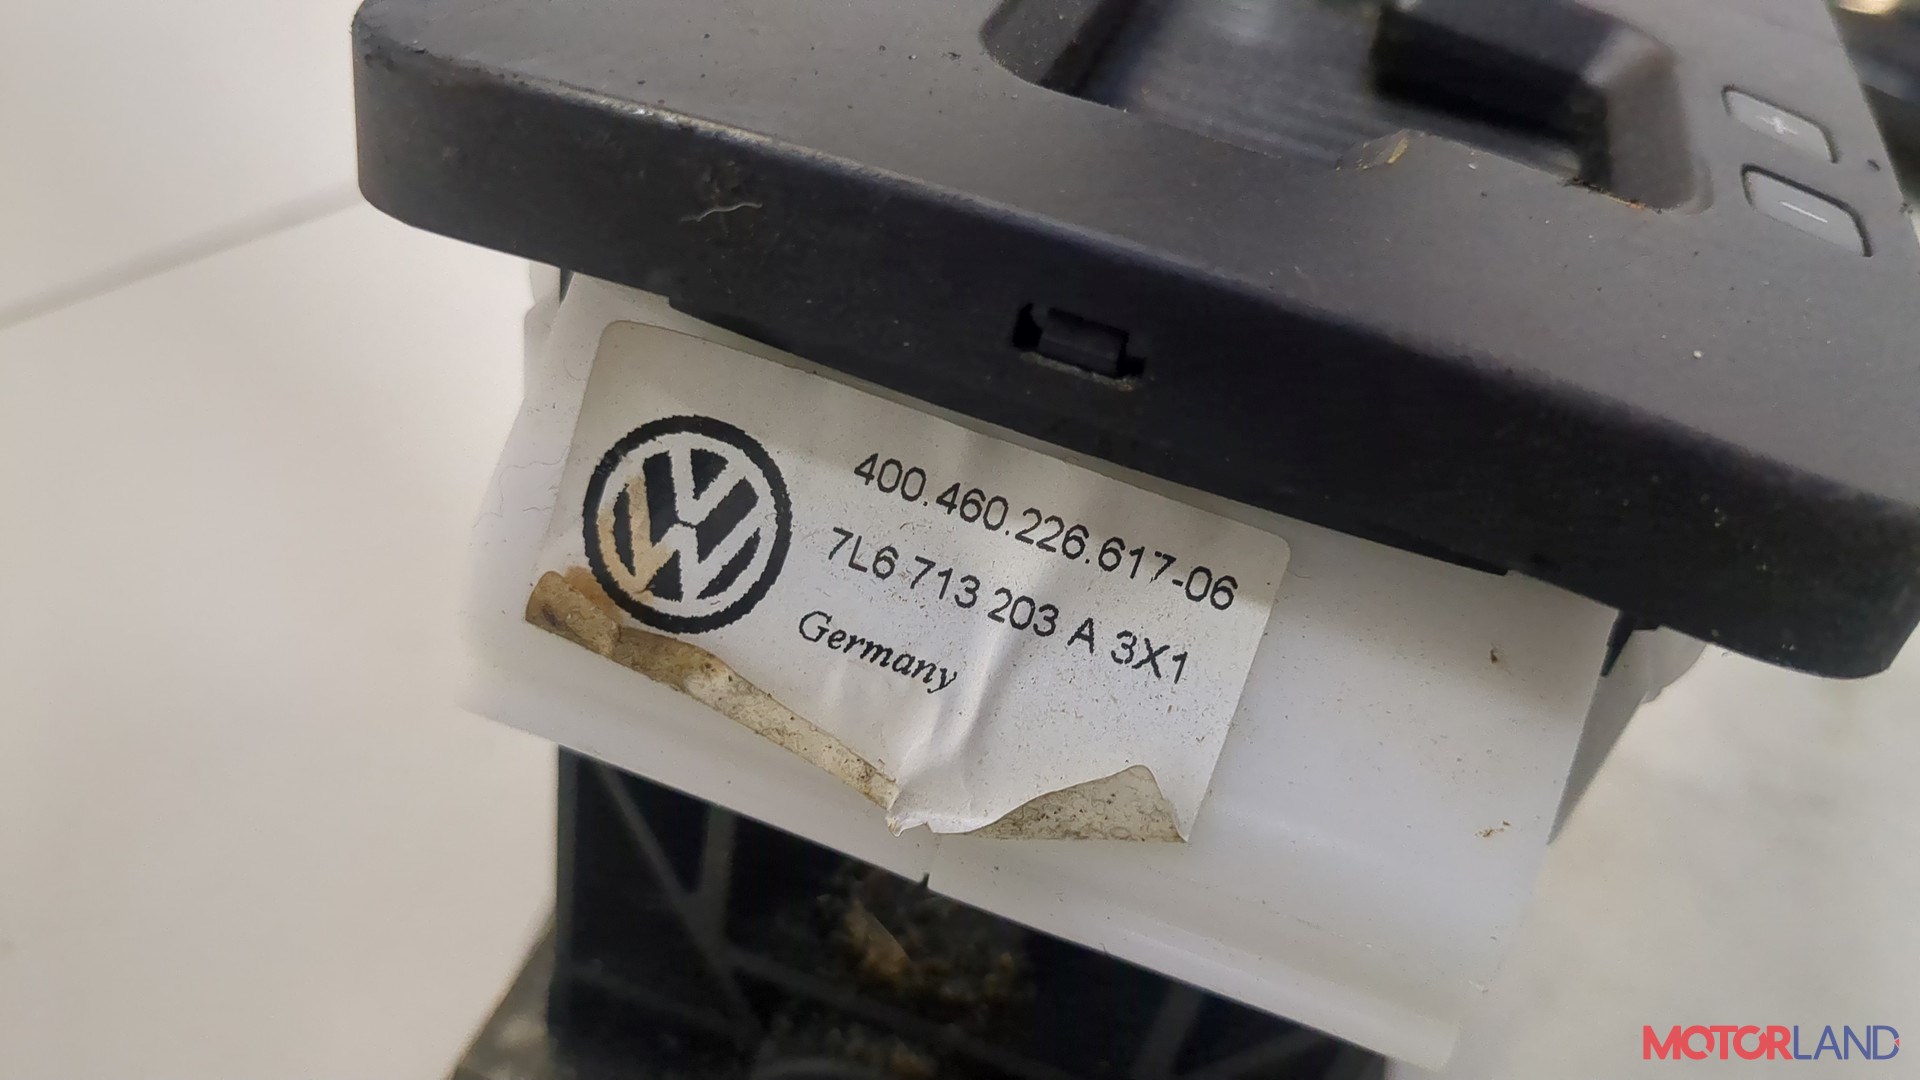 +
-
400.460.226.617-06
7L6 713 203 A 3X1
Germany
MOTORLAND